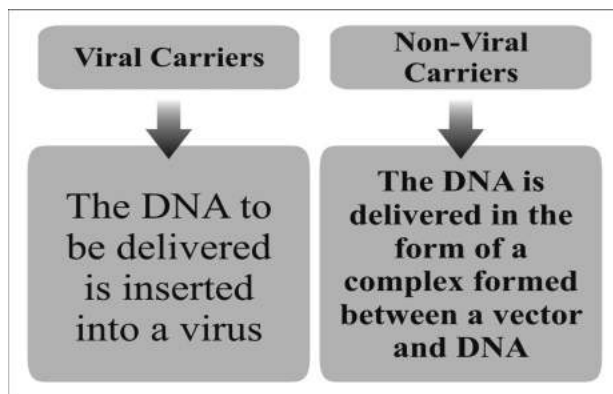 Viral Carriers
The DNA to
be delivered
is inserted
into a virus
Non-Viral
Carriers
The DNA is
delivered in the
form of a
complex formed
between a vector
and DNA